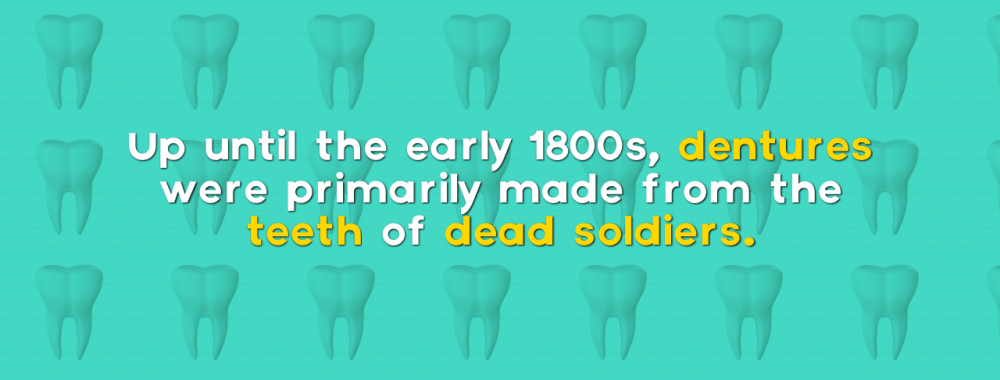 Up until the early 1800s, dentures
were primarily made from the
teeth of dead soldiers.